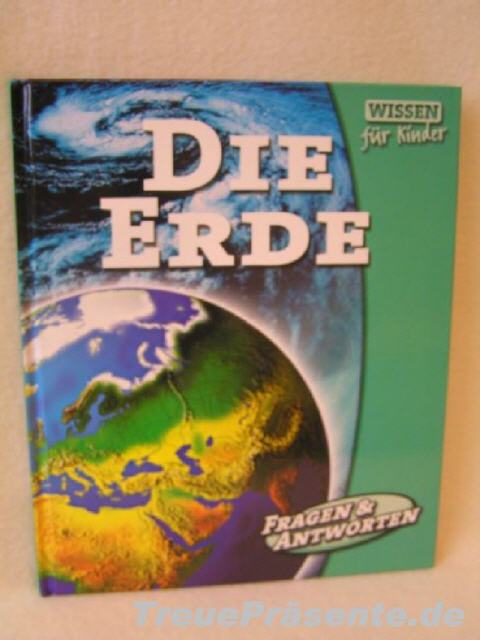 WISSEN
für Kinder
DIE
ERDE
FRAGEN &
ANTWORTEN
TreuePräsente.de